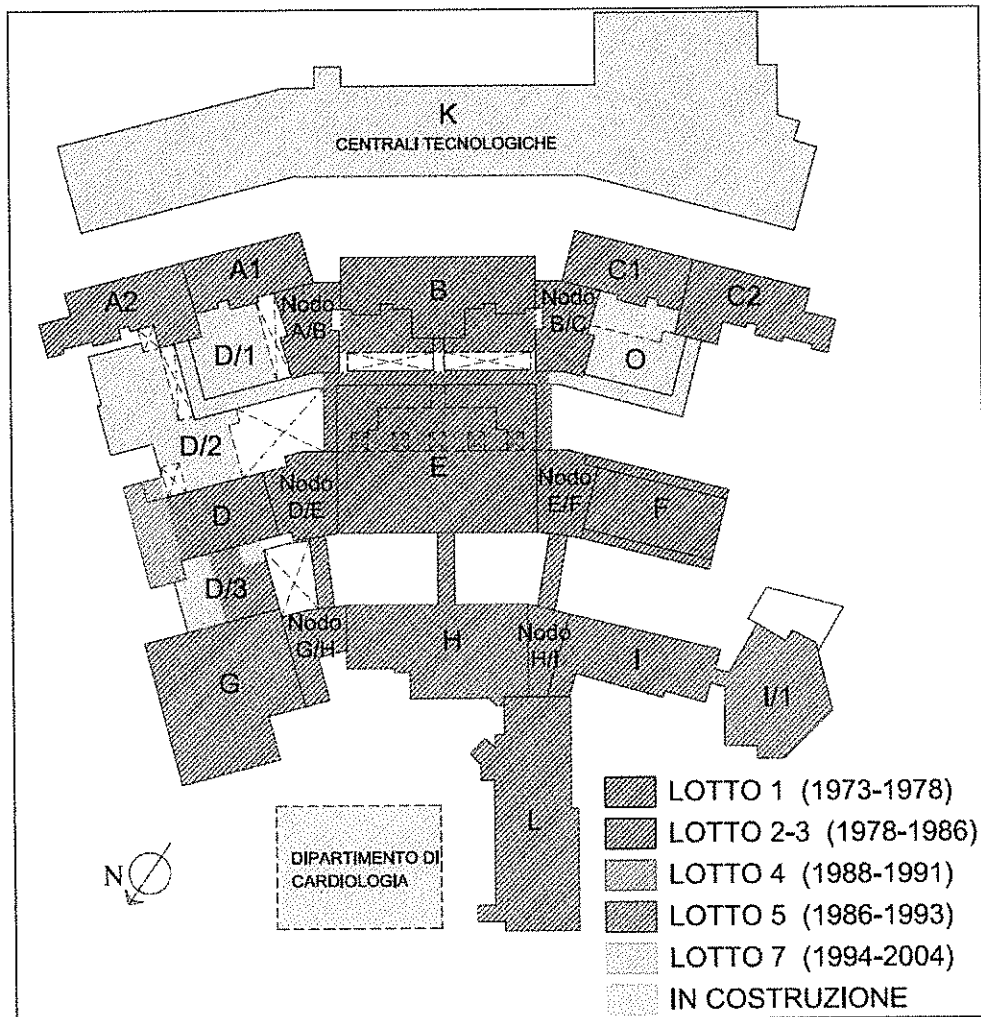 K
CENTRALI TECNOLOGICHE
A2
A1
Nodo
A/B
B
Nodo
B/C
C1
C2
D/1
O
D/2
D
Nodo
D/E
E
Nodo
E/F
F
D/3
G
Nodo
G/H
H
Nodo
H/I
I
I/1
L
DIPARTIMENTO DI
CARDIOLOGIA
N
LOTTO 1 (1973-1978)
LOTTO 2-3 (1978-1986)
LOTTO 4 (1988-1991)
LOTTO 5 (1986-1993)
LOTTO 7 (1994-2004)
IN COSTRUZIONE